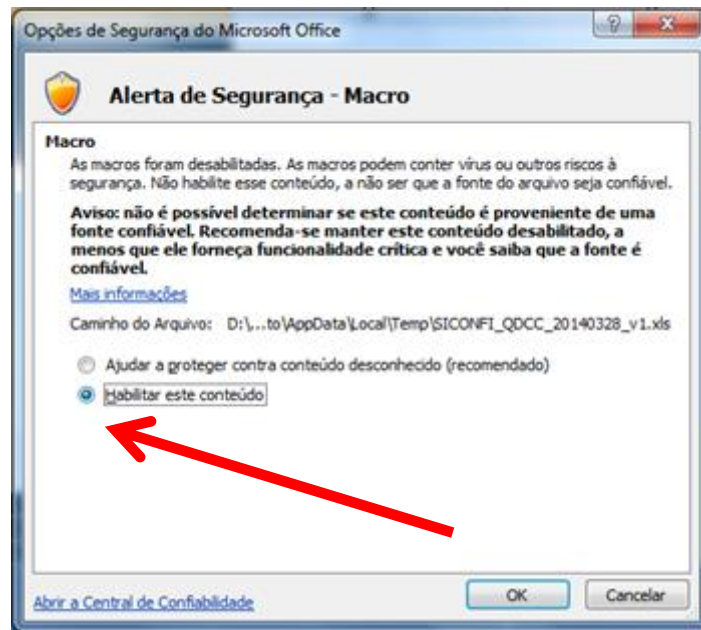 Opções de Segurança do Microsoft Office
Alerta de Segurança - Macro
Macro
As macros foram desabilitadas. As macros podem conter vírus ou outros riscos à
segurança. Não habilite esse conteúdo, a não ser que a fonte do arquivo seja confiável.
Aviso: não é possível determinar se este conteúdo é proveniente de uma
fonte confiável. Recomenda-se manter este conteúdo desabilitado, a
menos que ele forneça funcionalidade crítica e você saiba que a fonte é
confiável.
Mais informações
Caminho do Arquivo: D:\...to\AppData\Local\Temp\SICONFI_QDCC_20140328_v1.xls
Ajudar a proteger contra conteúdo desconhecido (recomendado)
Habilitar este conteúdo
Abrir a Central de Confiabilidade
OK
Cancelar